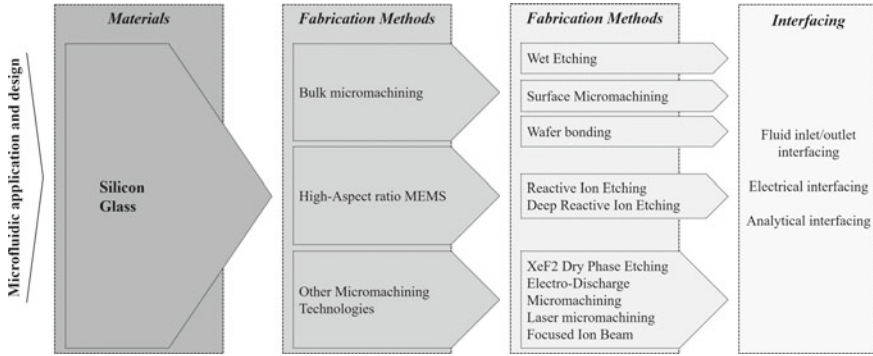 Microfluidic application and design
Materials
Silicon
Glass
Fabrication Methods
Bulk micromachining
High-Aspect ratio MEMS
Other Micromachining
Technologies
Fabrication Methods
Wet Etching
Surface Micromachining
Wafer bonding
Reactive Ion Etching
Deep Reactive Ion Etching
XeF2 Dry Phase Etching
Electro-Discharge
Micromachining
Laser micromachining
Focused Ion Beam
Interfacing
Fluid inlet/outlet
interfacing
Electrical interfacing
Analytical interfacing